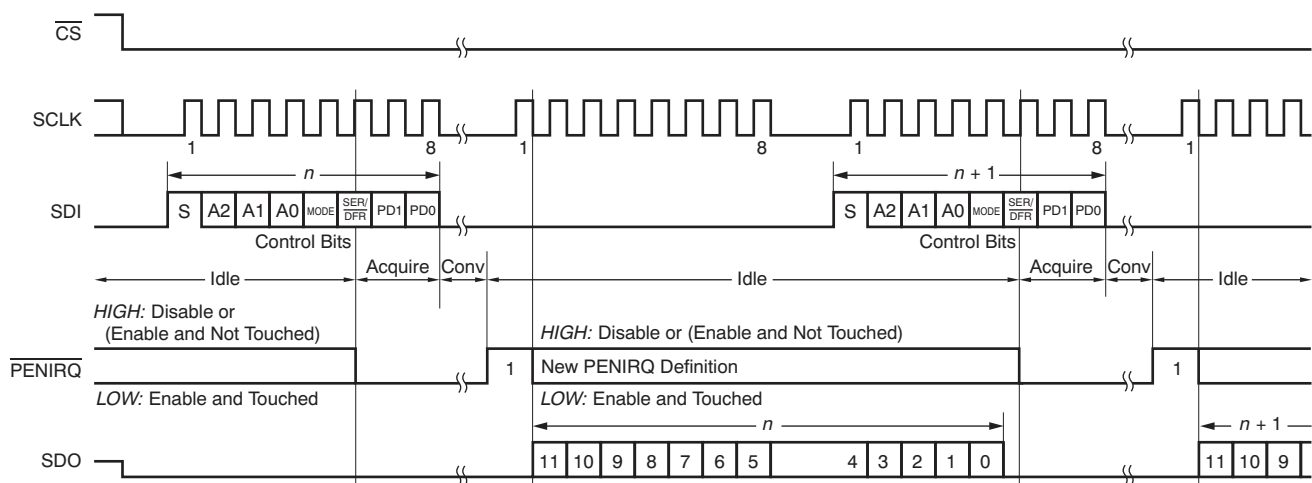 CS
SCLK
1 8 1 8 1 8 1
n n + 1
SDI S A2 A1 A0 MODE SER/DFR PD1 PD0 S A2 A1 A0 MODE SER/DFR PD1 PD0
Control Bits Control Bits
Idle Acquire Conv Idle Acquire Conv Idle
HIGH: Disable or
(Enable and Not Touched)
HIGH: Disable or (Enable and Not Touched)
PENIRQ 1 New PENIRQ Definition 1
LOW: Enable and Touched LOW: Enable and Touched
n n + 1
SDO 11 10 9 8 7 6 5 4 3 2 1 0 11 10 9